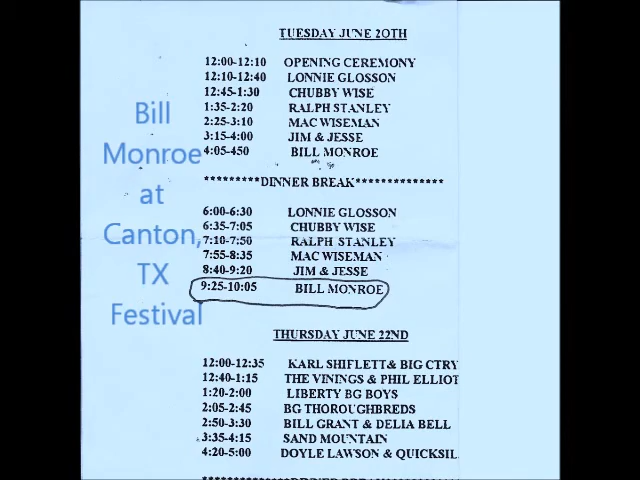 TUESDAY JUNE 20TH
12:00-12:10 OPENING CEREMONY
12:10-12:40 LONNIE GLOSSON
12:45-1:30 CHUBBY WISE
1:35-2:20 RALPH STANLEY
2:25-3:10 MAC WISEMAN
3:15-4:00 JIM & JESSE
4:05-450 BILL MONROE
*********DINNER BREAK**************
6:00-6:30 LONNIE GLOSSON
6:35-7:05 CHUBBY WISE
7:10-7:50 RALPH STANLEY
7:55-8:35 MAC WISEMAN
8:40-9:20 JIM & JESSE
9:25-10:05 BILL MONROE
THURSDAY JUNE 22ND
12:00-12:35 KARL SHIFLETT& BIG CTRY
12:40-1:15 THE VININGS & PHIL ELLIOT
1:20-2:00 LIBERTY BG BOYS
2:05-2:45 BG THOROUGHBREDS
2:50-3:30 BILL GRANT & DELIA BELL
3:35-4:15 SAND MOUNTAIN
4:20-5:00 DOYLE LAWSON & QUICKSIL
Bill
Monroe
at
Canton,
TX
Festival